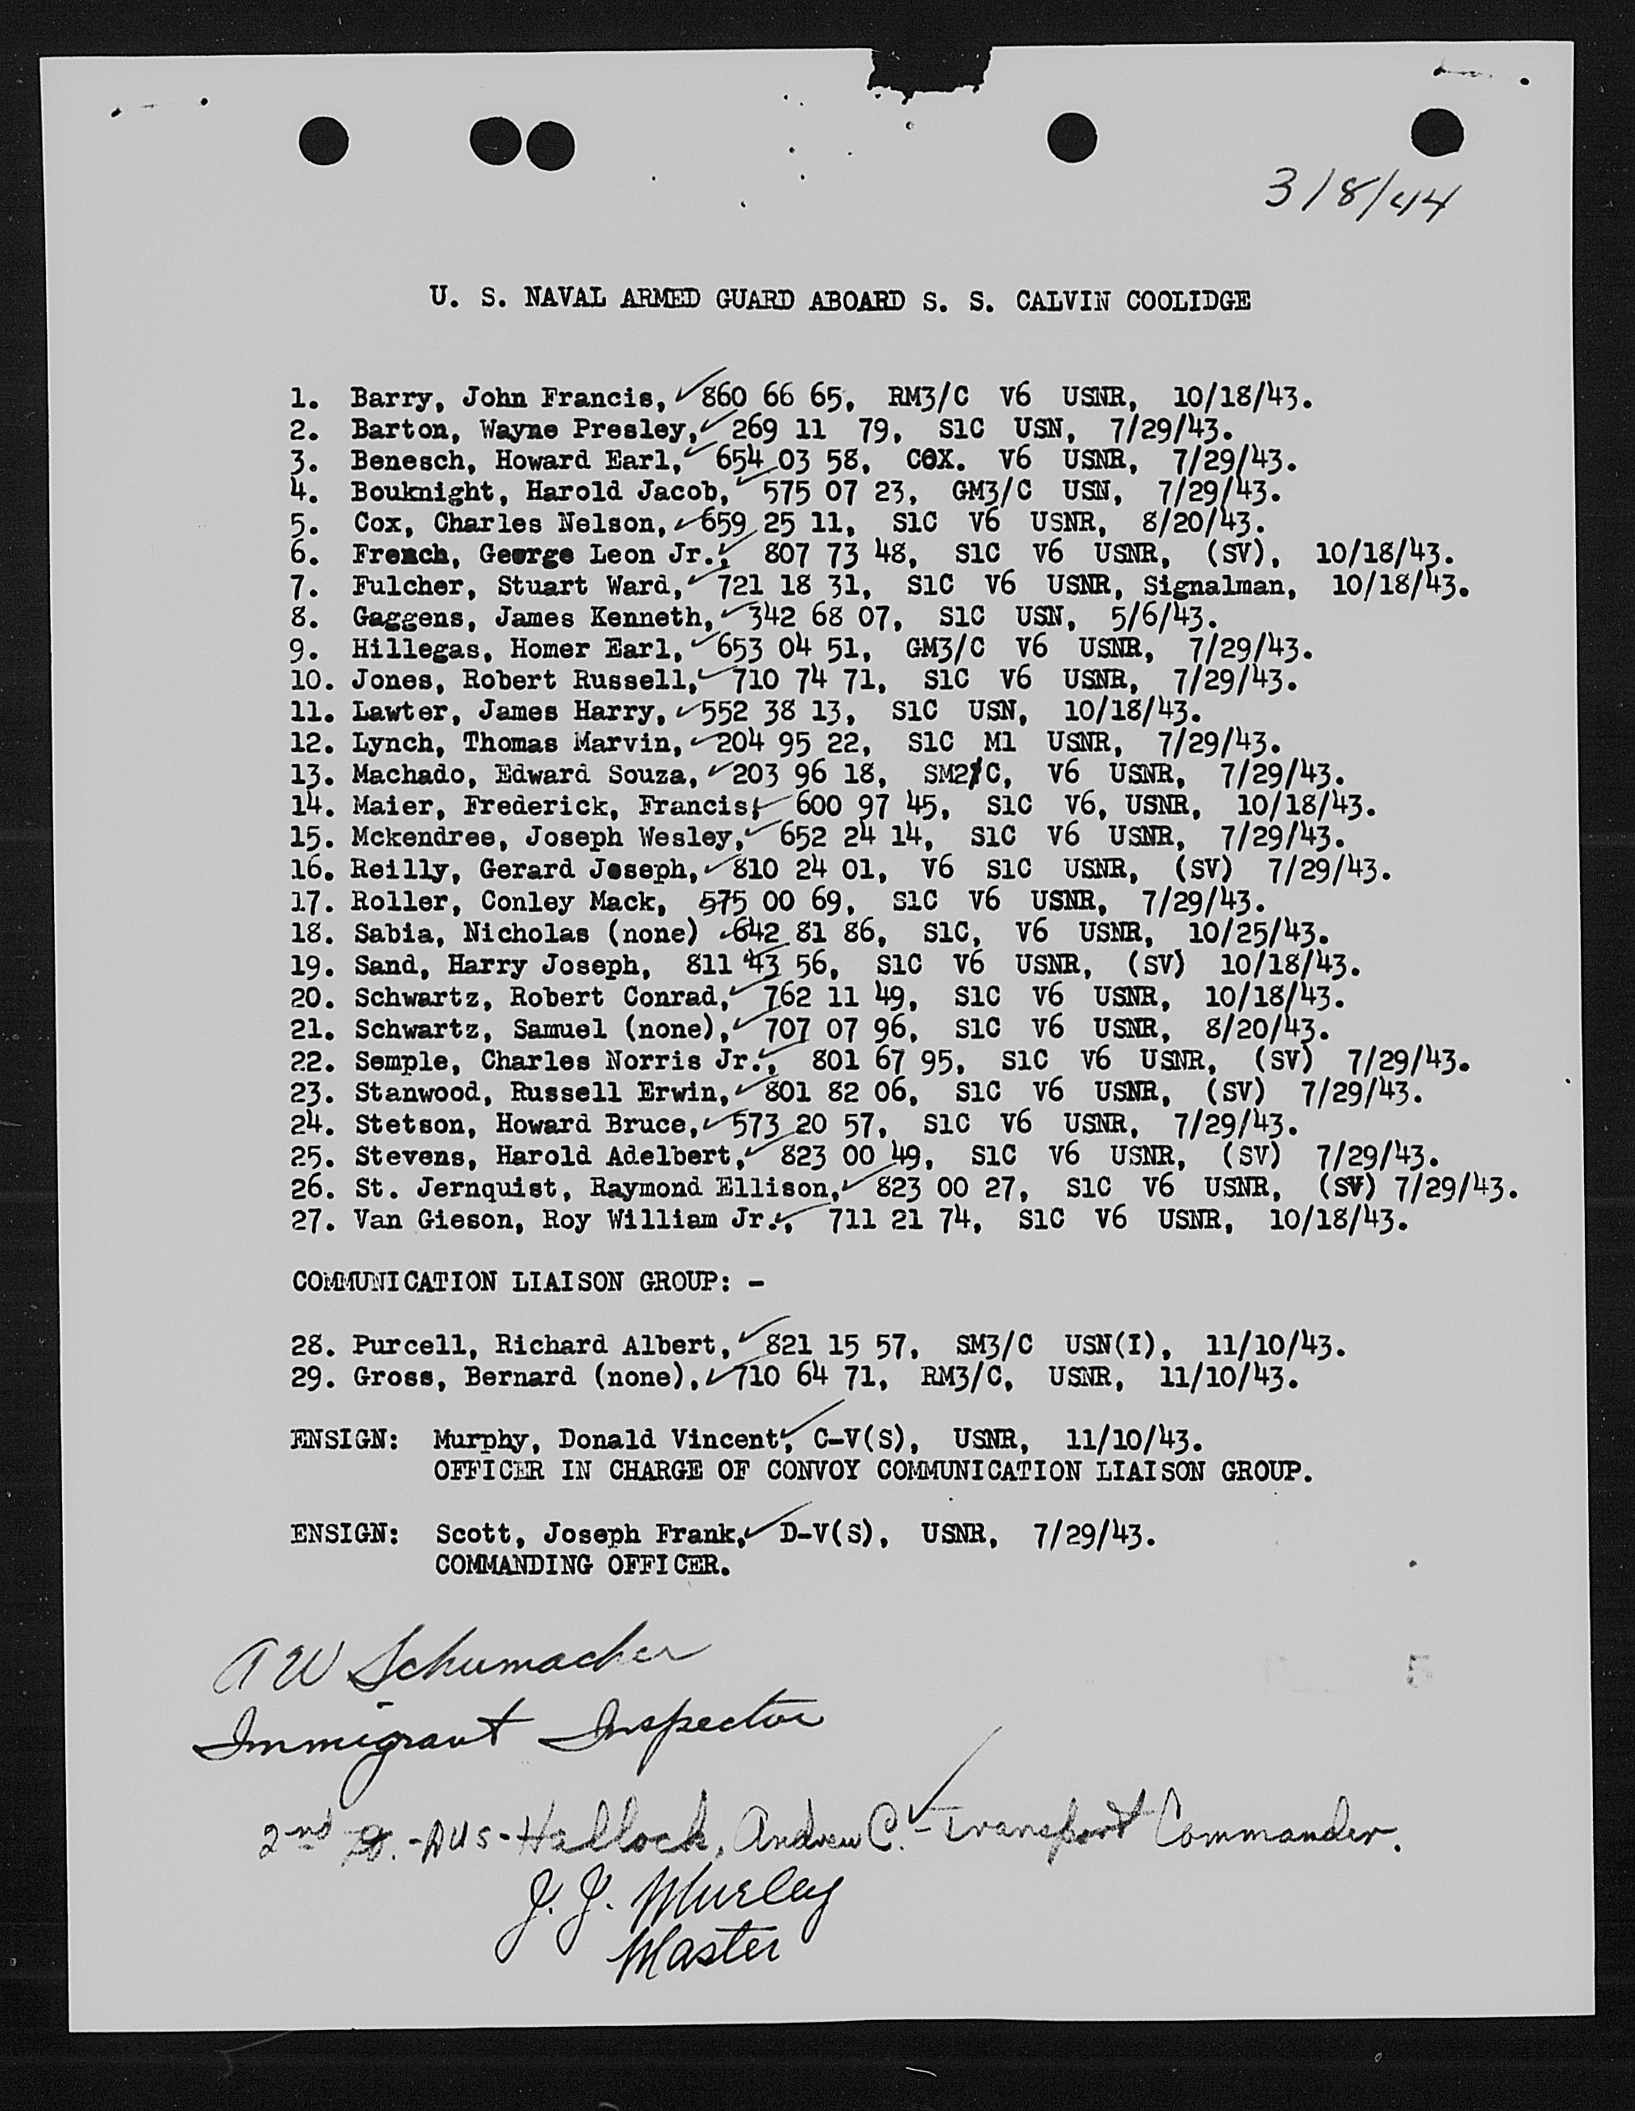 3/8/44
U. S. NAVAL ARMED GUARD ABOARD S. S. CALVIN COOLIDGE
1. Barry, John Francis, 860 66 65, RM3/C V6 USNR, 10/18/43.
2. Barton, Wayne Presley, 269 11 79, S1C USN, 7/29/43.
3. Benesch, Howard Earl, 654 03 58, COX. V6 USNR, 7/29/43.
4. Bouknight, Harold Jacob, 575 07 23, GM3/C USN, 7/29/43.
5. Cox, Charles Nelson, 659 25 11, S1C V6 USNR, 8/20/43.
6. French, George Leon Jr., 807 73 48, S1C V6 USNR, (SV), 10/18/43.
7. Fulcher, Stuart Ward, 721 18 31, S1C V6 USNR, Signalman, 10/18/43.
8. Gaggens, James Kenneth, 342 68 07, S1C USN, 5/6/43.
9. Hillegas, Homer Earl, 653 04 51, GM3/C V6 USNR, 7/29/43.
10. Jones, Robert Russell, 710 74 71, S1C V6 USNR, 7/29/43.
11. Lawter, James Harry, 552 38 13, S1C USN, 10/18/43.
12. Lynch, Thomas Marvin, 204 95 22, S1C M1 USNR, 7/29/43.
13. Machado, Edward Souza, 203 96 18, SM2/C, V6 USNR, 7/29/43.
14. Maier, Frederick, Francis, 600 97 45, S1C V6, USNR, 10/18/43.
15. Mckendree, Joseph Wesley, 652 24 14, S1C V6 USNR, 7/29/43.
16. Reilly, Gerard Joseph, 810 24 01, V6 S1C USNR, (SV) 7/29/43.
17. Roller, Conley Mack, 575 00 69, S1C V6 USNR, 7/29/43.
18. Sabia, Nicholas (none) 642 81 86, S1C, V6 USNR, 10/25/43.
19. Sand, Harry Joseph, 811 43 56, S1C V6 USNR, (SV) 10/18/43.
20. Schwartz, Robert Conrad, 762 11 49, S1C V6 USNR, 10/18/43.
21. Schwartz, Samuel (none), 707 07 96, S1C V6 USNR, 8/20/43.
22. Semple, Charles Norris Jr., 801 67 95, S1C V6 USNR, (SV) 7/29/43.
23. Stanwood, Russell Erwin, 801 82 06, S1C V6 USNR, (SV) 7/29/43.
24. Stetson, Howard Bruce, 573 20 57, S1C V6 USNR, 7/29/43.
25. Stevens, Harold Adelbert, 823 00 49, S1C V6 USNR, (SV) 7/29/43.
26. St. Jernquist, Raymond Ellison, 823 00 27, S1C V6 USNR, (SV) 7/29/43.
27. Van Gieson, Roy William Jr., 711 21 74, S1C V6 USNR, 10/18/43.
COMMUNICATION LIAISON GROUP: -
28. Purcell, Richard Albert, 821 15 57, SM3/C USN(I), 11/10/43.
29. Gross, Bernard (none), 710 64 71, RM3/C, USNR, 11/10/43.
ENSIGN: Murphy, Donald Vincent, C-V(S), USNR, 11/10/43.
OFFICER IN CHARGE OF CONVOY COMMUNICATION LIAISON GROUP.
ENSIGN: Scott, Joseph Frank, D-V(S), USNR, 7/29/43.
COMMANDING OFFICER.
A W Schumacher
Immigrant Inspector
2nd Lt. - AUS - Hallock, Andrew C. - Transport Commander.
J. J. Murley
Master